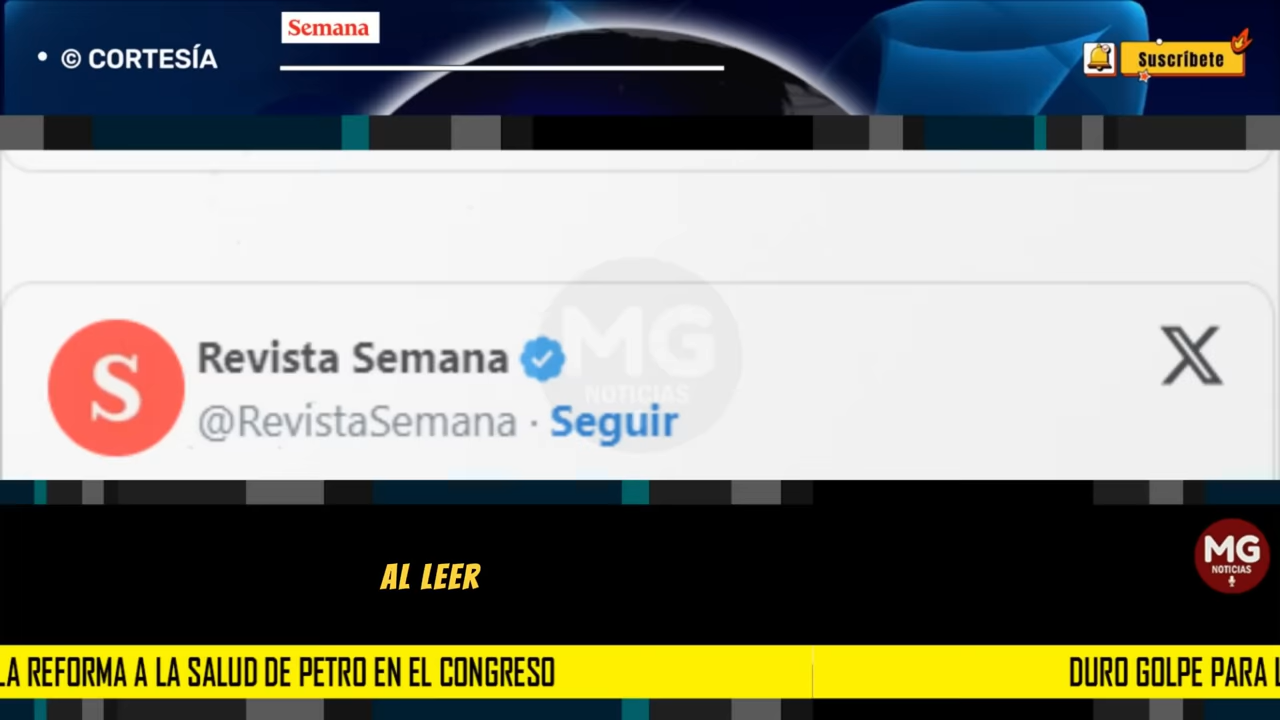 Semana
• © CORTESÍA
Suscríbete
Revista Semana
@RevistaSemana · Seguir
S
X
MG
NOTICIAS
AL LEER
MG
NOTICIAS
LA REFORMA A LA SALUD DE PETRO EN EL CONGRESO
DURO GOLPE PARA L